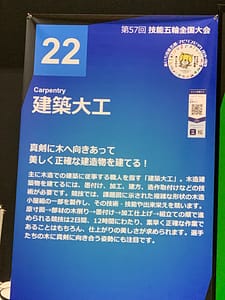 第57回 技能五輪全国大会
22
Carpentry
建築大工
真剣に木へ向きあって
美しく正確な建造物を建てる！
主に木造での建築に従事する職人を指す「建築大工」。木造建
築物を建てるには、墨付け、加工、建方、造作取付けなどの技
術が必要です。競技では、課題図に示された複雑な形状の木造
小屋組の一部を製作し、その技術・技能や出来栄えを競います。
原寸図→部材の木削り→墨付け→加工仕上げ→組立ての順で進
められる競技は2日間、12時間にわたり、素早く正確な作業で
あることはもちろん、仕上がりの美しさが求められます。選手
たちの木に真剣に向き合う姿勢にも注目です。